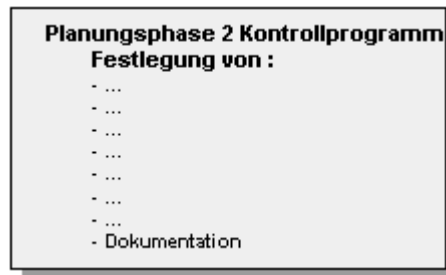 Planungsphase 2 Kontrollprogramm
Festlegung von :
- ...
- ...
- ...
- ...
- ...
- ...
- ...
- Dokumentation